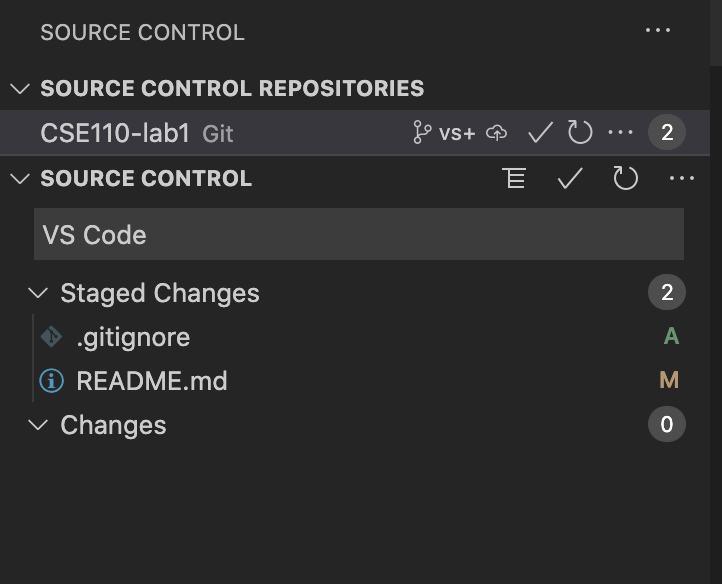 SOURCE CONTROL
SOURCE CONTROL REPOSITORIES
CSE110-lab1 Git vs+ 2
SOURCE CONTROL
VS Code
Staged Changes 2
.gitignore A
README.md M
Changes 0